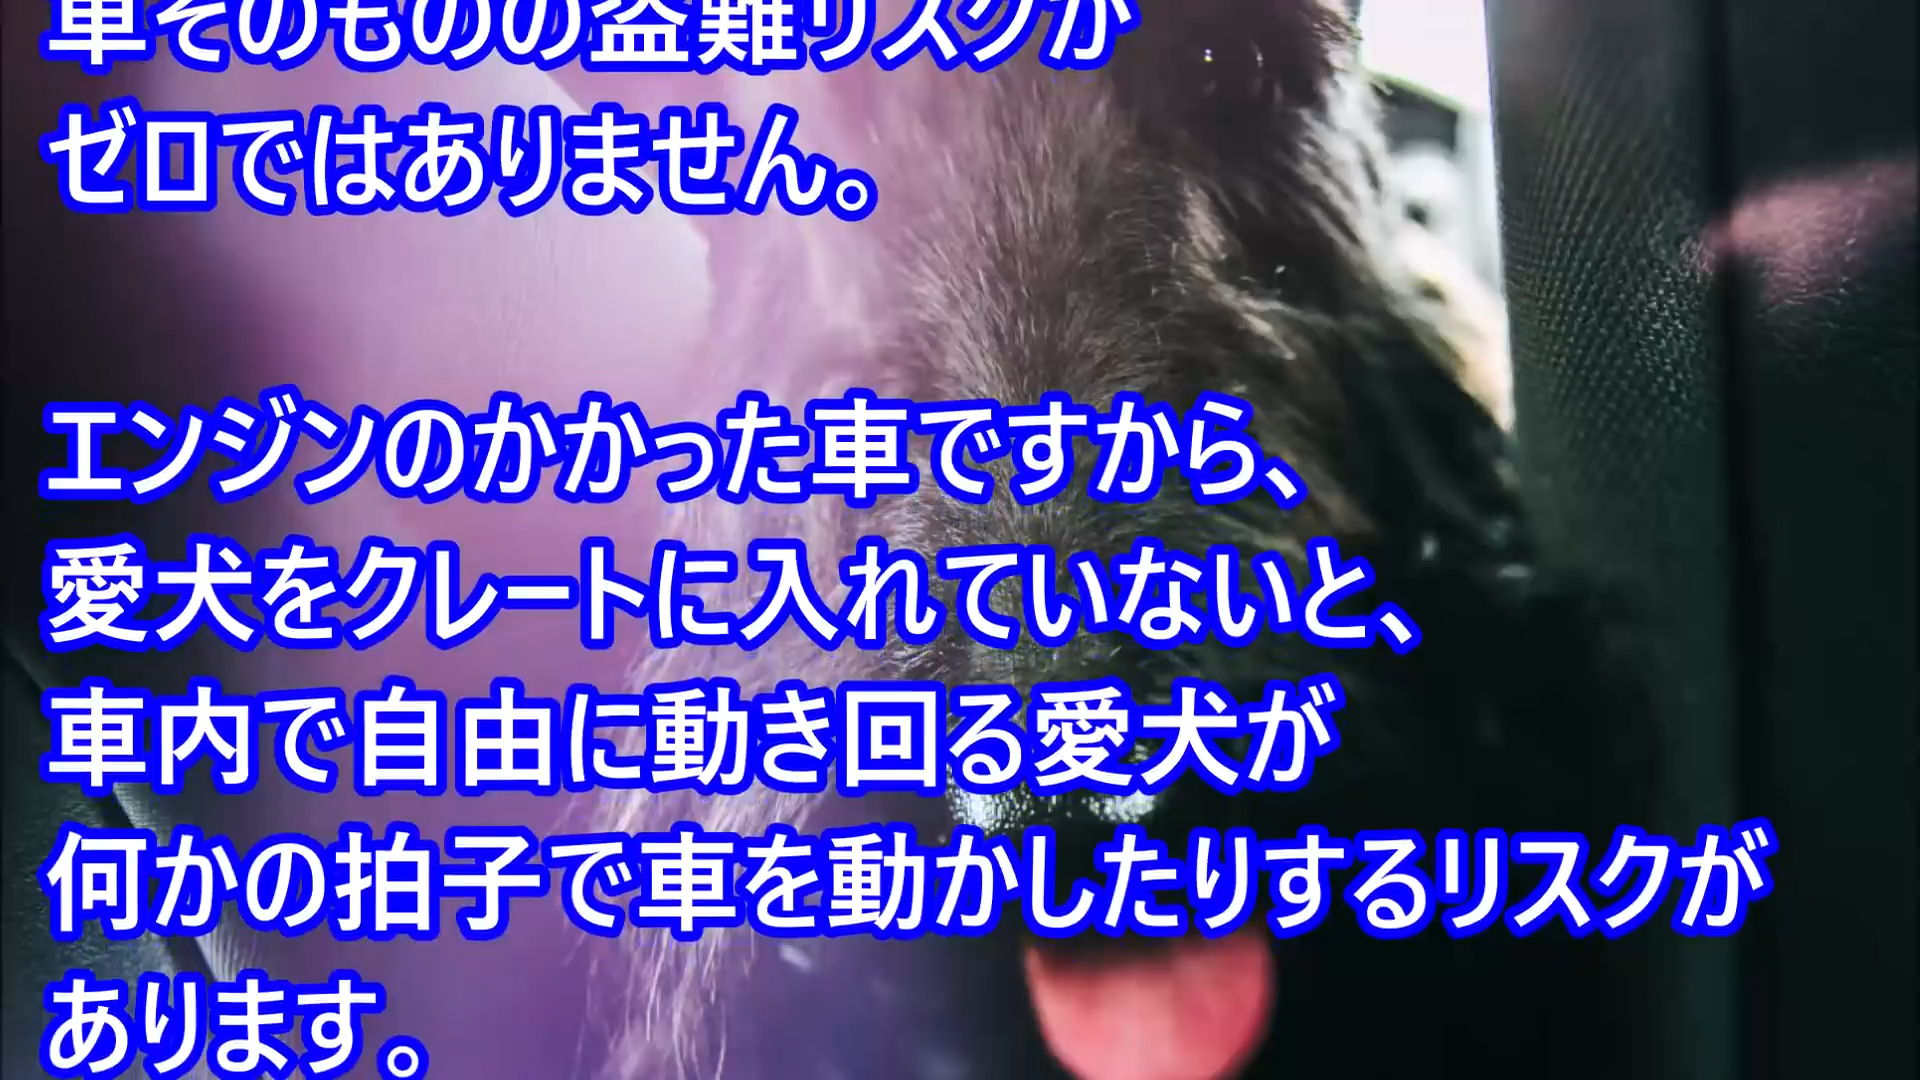 車そのものの盗難リスクが
ゼロではありません。
エンジンのかかった車ですから、
愛犬をクレートに入れていないと、
車内で自由に動き回る愛犬が
何かの拍子で車を動かしたりするリスクが
あります。